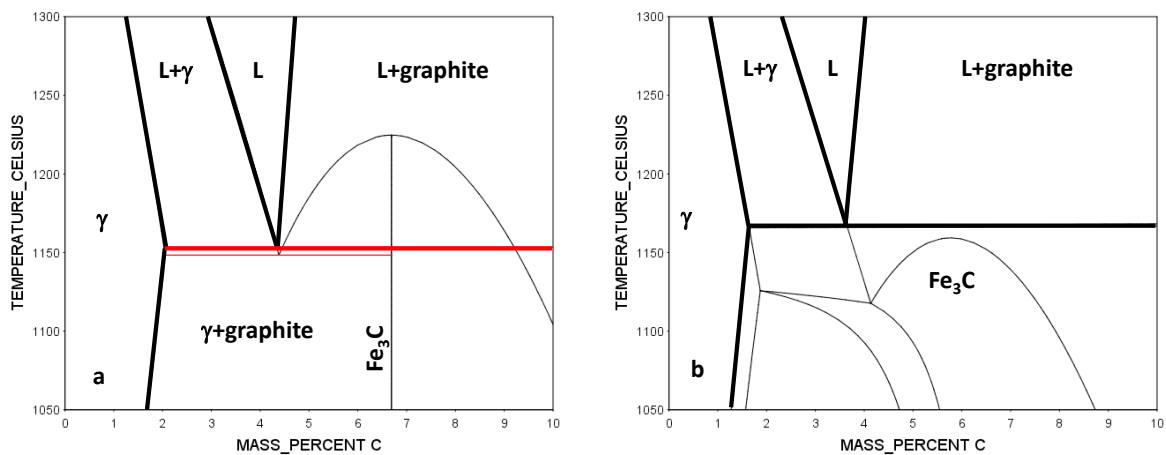 1300
1250
1200
1150
1100
1050
TEMPERATURE_CELSIUS
0 1 2 3 4 5 6 7 8 9 10
MASS_PERCENT C
L+γ
L
L+graphite
γ
γ+graphite
Fe₃C
a
1300
1250
1200
1150
1100
1050
TEMPERATURE_CELSIUS
0 1 2 3 4 5 6 7 8 9 10
MASS_PERCENT C
L+γ
L
L+graphite
γ
Fe₃C
b